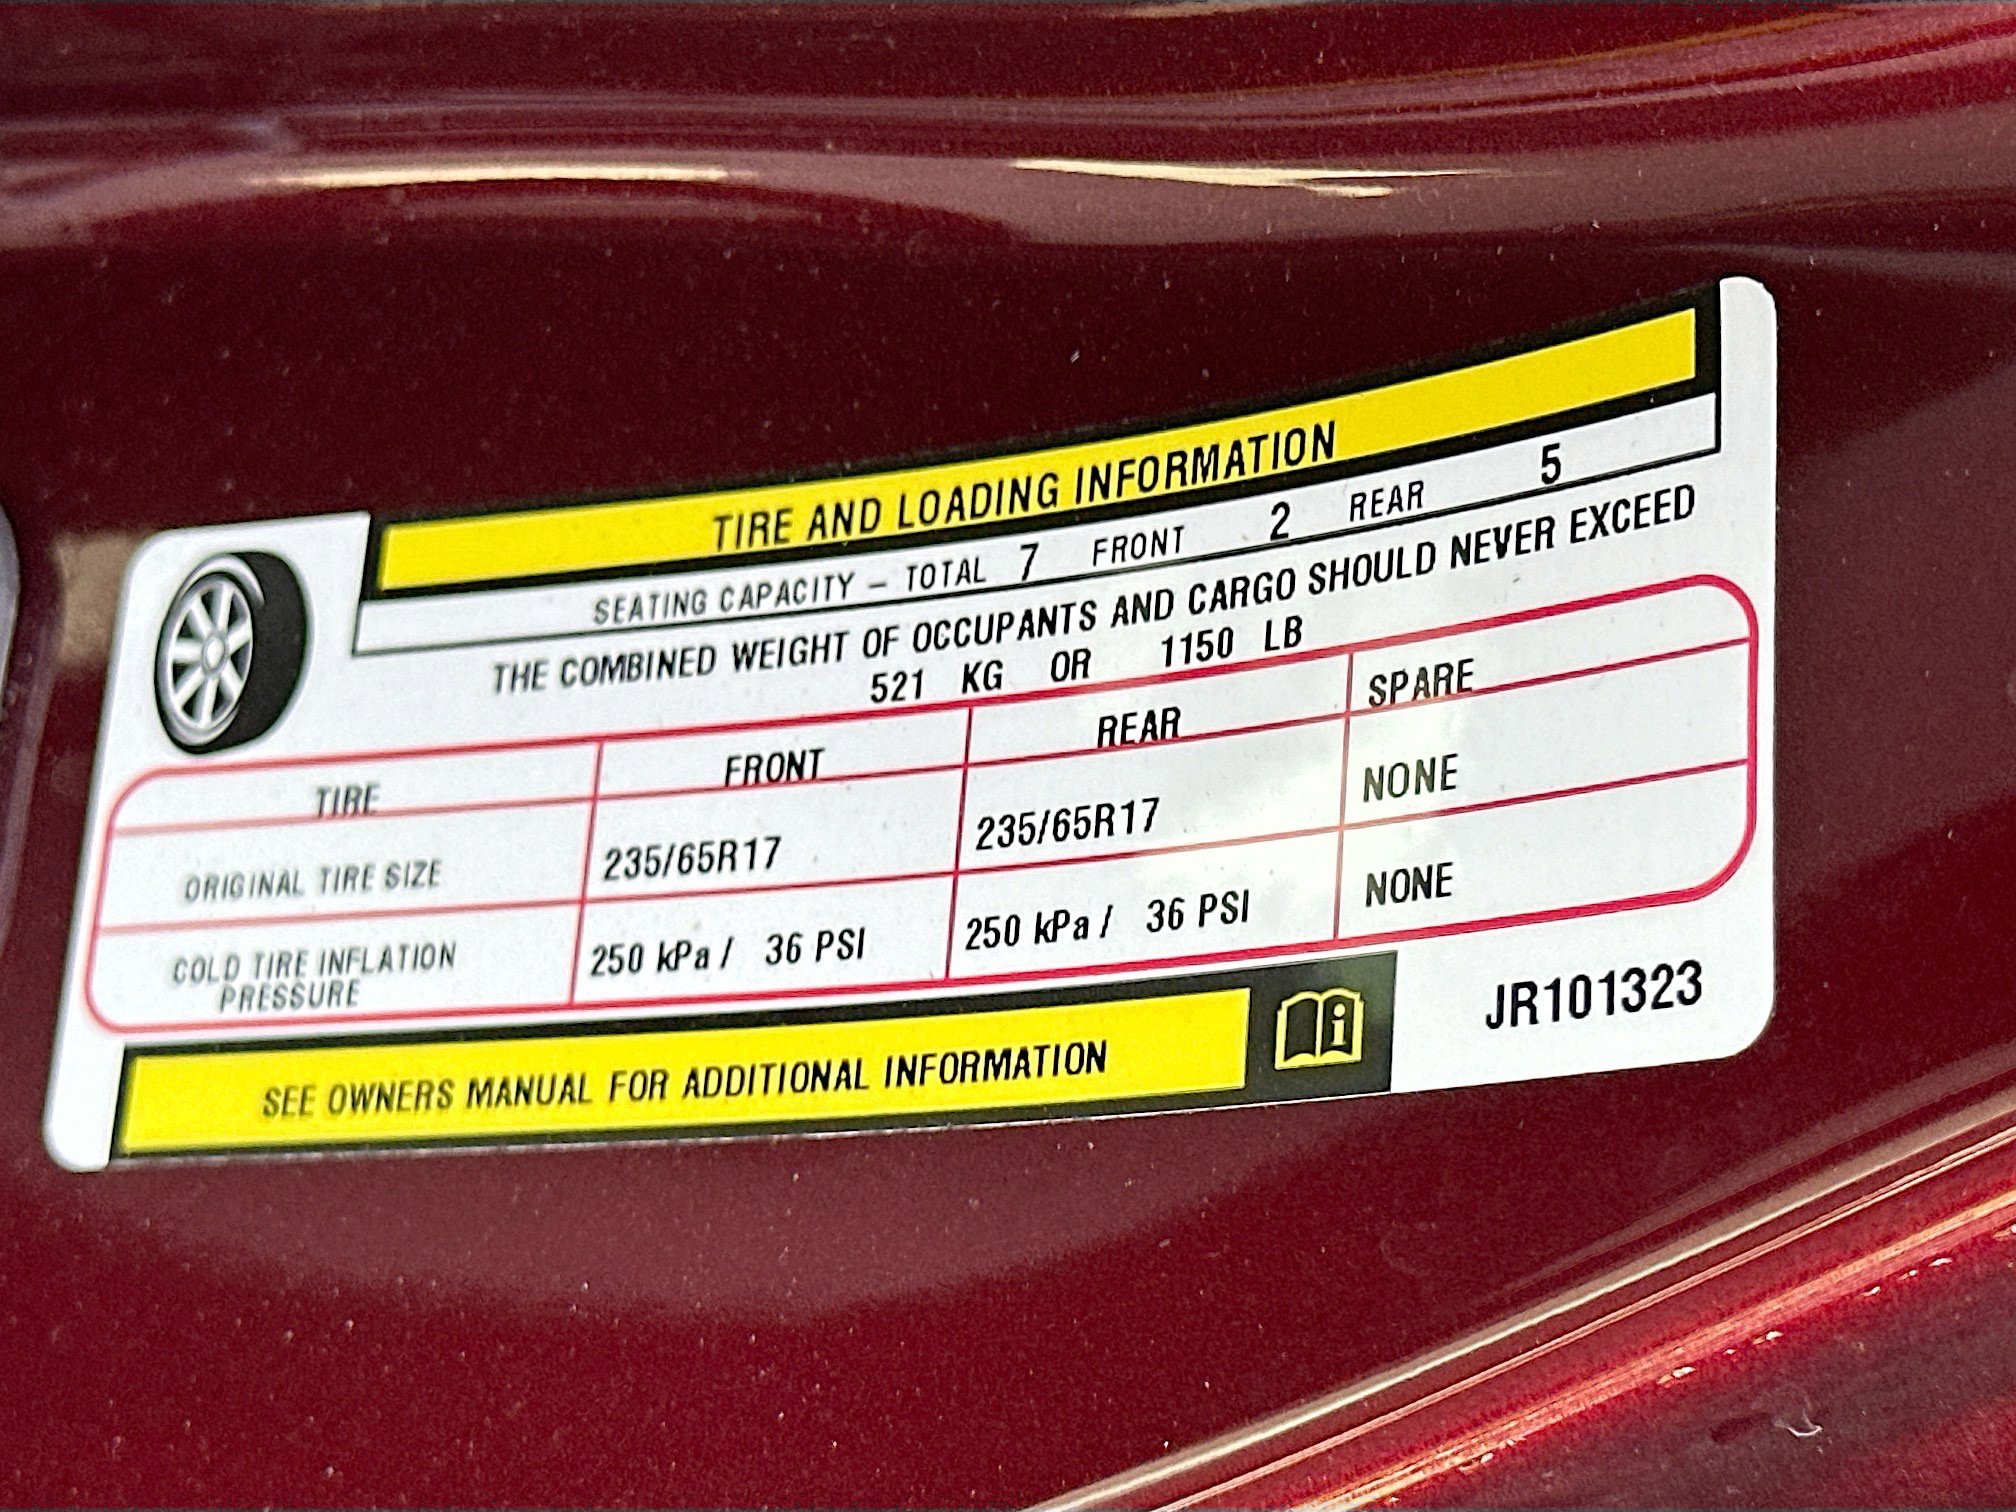 TIRE AND LOADING INFORMATION
SEATING CAPACITY – TOTAL 7 FRONT 2 REAR 5
THE COMBINED WEIGHT OF OCCUPANTS AND CARGO SHOULD NEVER EXCEED
521 KG OR 1150 LB
TIRE FRONT REAR SPARE
ORIGINAL TIRE SIZE 235/65R17 235/65R17 NONE
COLD TIRE INFLATION PRESSURE 250 kPa / 36 PSI 250 kPa / 36 PSI NONE
SEE OWNERS MANUAL FOR ADDITIONAL INFORMATION
JR101323